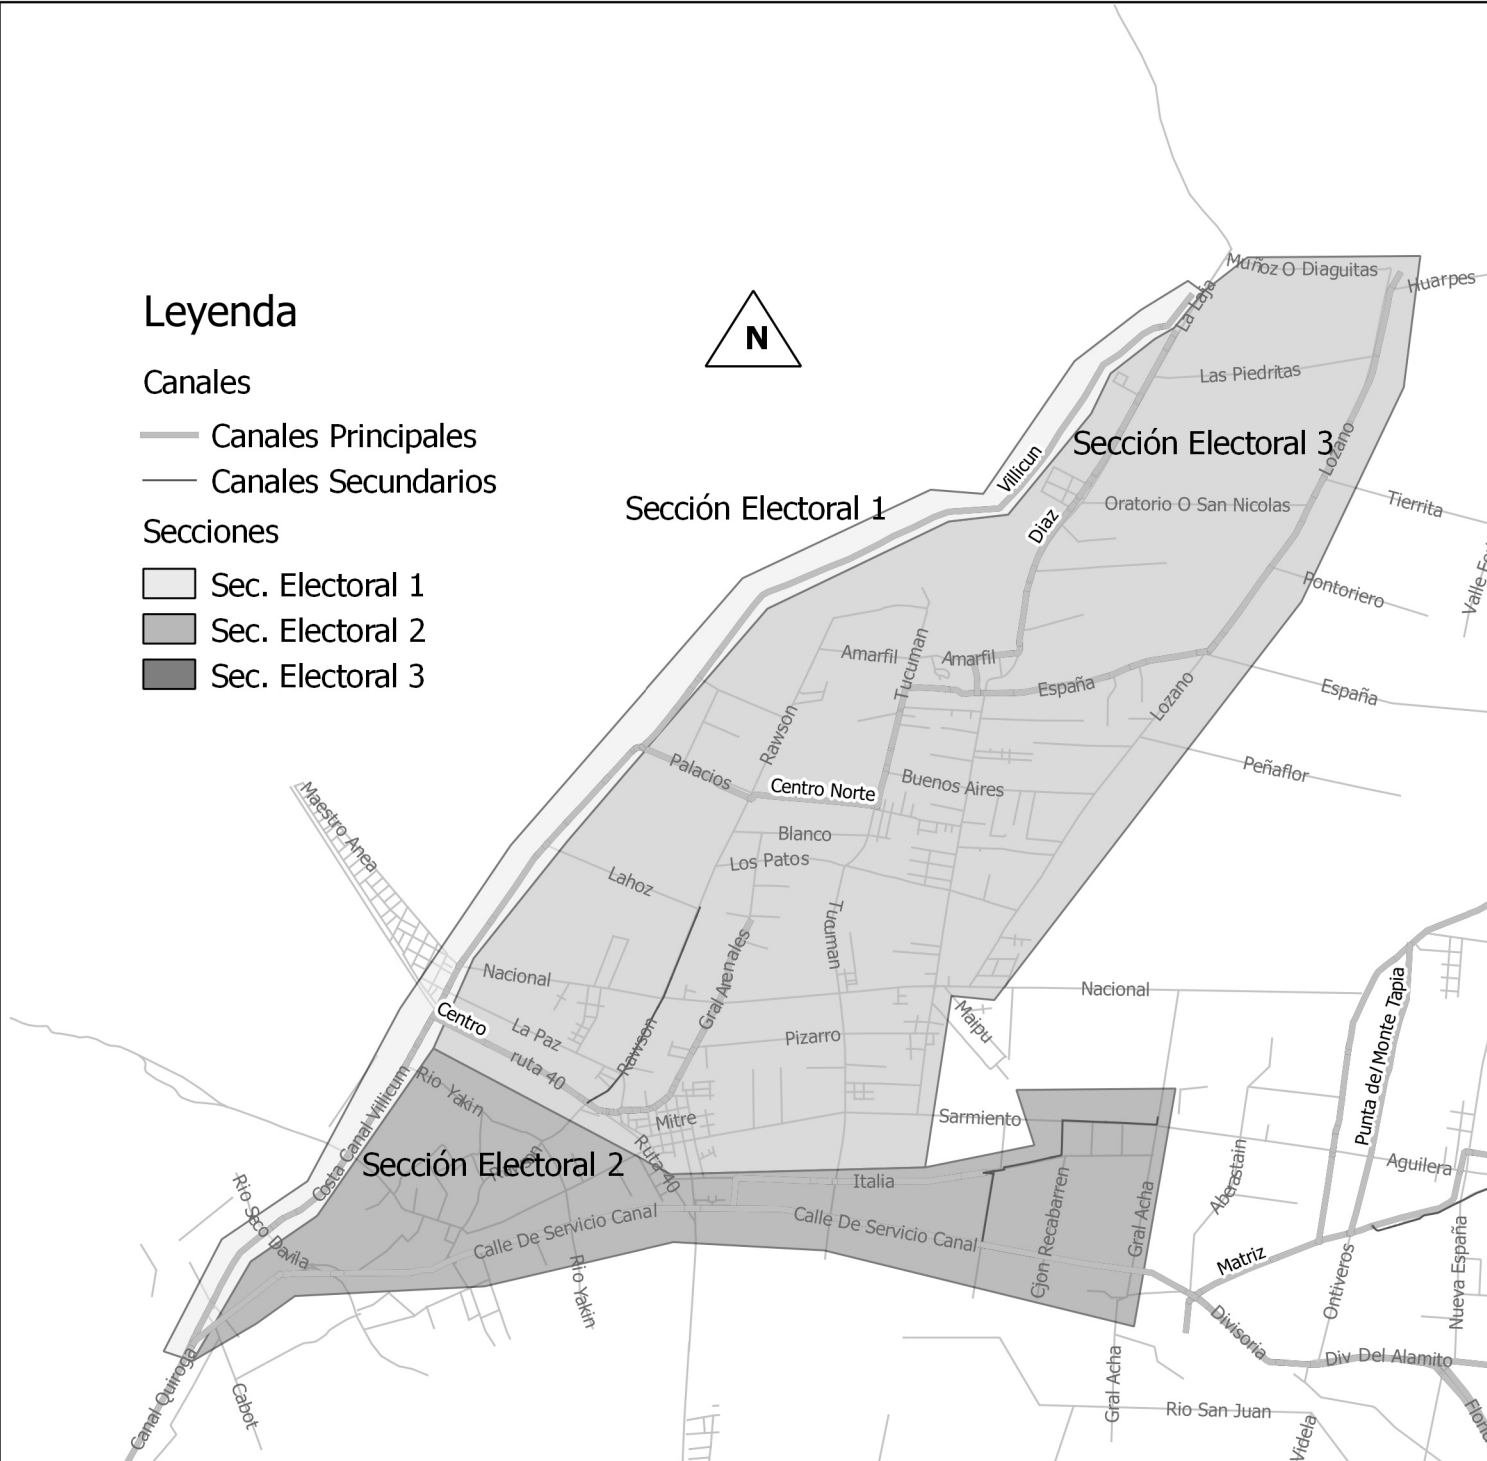 Muñoz O Diaguitas
Huarpes
La Laja
Leyenda
N
Canales
Las Piedritas
Canales Principales
Sección Electoral 3
Lozano
Canales Secundarios
Villicun
Sección Electoral 1
Oratorio O San Nicolas
Tierrita
Diaz
Secciones
Sec. Electoral 1
Pontoriero
Sec. Electoral 2
Sec. Electoral 3
Amarfil
Tucuman
Amarfil
España
Lozano
España
Rawson
Palacios
Centro Norte
Buenos Aires
Peñaflor
Maestro Anea
Blanco
Los Patos
Lahoz
Tucuman
Nacional
Gral Arenales
Nacional
Centro
La Paz
Rawson
Pizarro
Maipu
Punta del Monte Tapia
ruta 40
Rio Yakin
Mitre
Sarmiento
Costa Canal Villicum
Sección Electoral 2
Ruta 40
Italia
Aberastain
Aguilera
Rio Seco Davila
Calle De Servicio Canal
Calle De Servicio Canal
Cjon Recabarren
Gral Acha
Matriz
Ontiveros
Nueva España
Rio Yakin
Divisoria
Div Del Alamito
Canal Quiroga
Cabot
Gral Acha
Rio San Juan
Videla